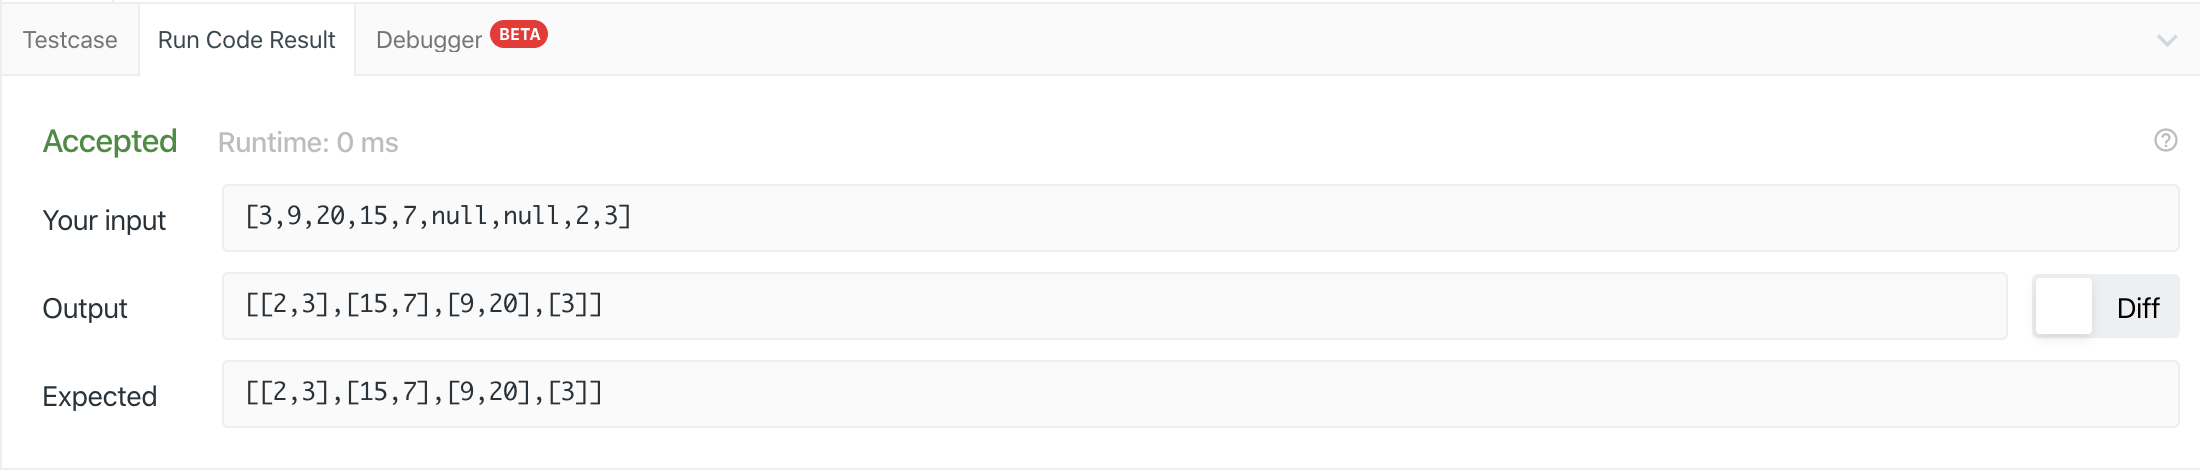 Testcase Run Code Result Debugger BETA
Accepted Runtime: 0 ms ?
Your input [3,9,20,15,7,null,null,2,3]
Output [[2,3],[15,7],[9,20],[3]] Diff
Expected [[2,3],[15,7],[9,20],[3]]